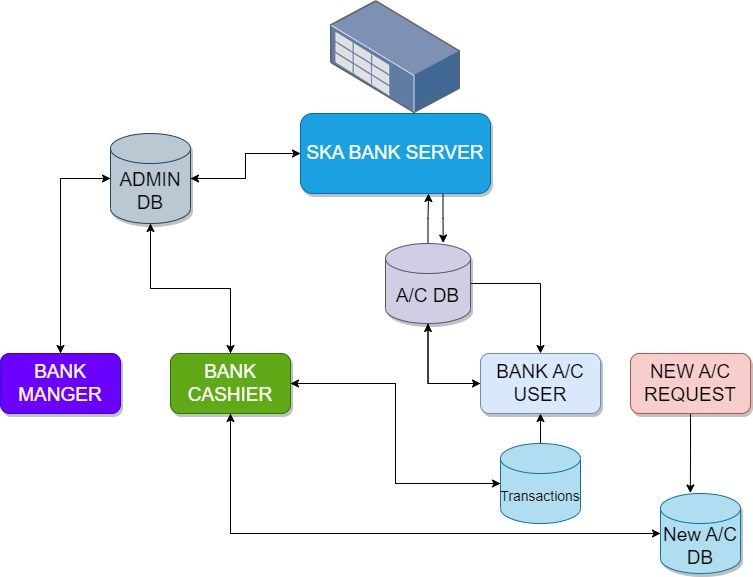 SKA BANK SERVER
ADMIN
DB
A/C DB
BANK
MANGER
BANK
CASHIER
BANK A/C
USER
NEW A/C
REQUEST
Transactions
New A/C
DB